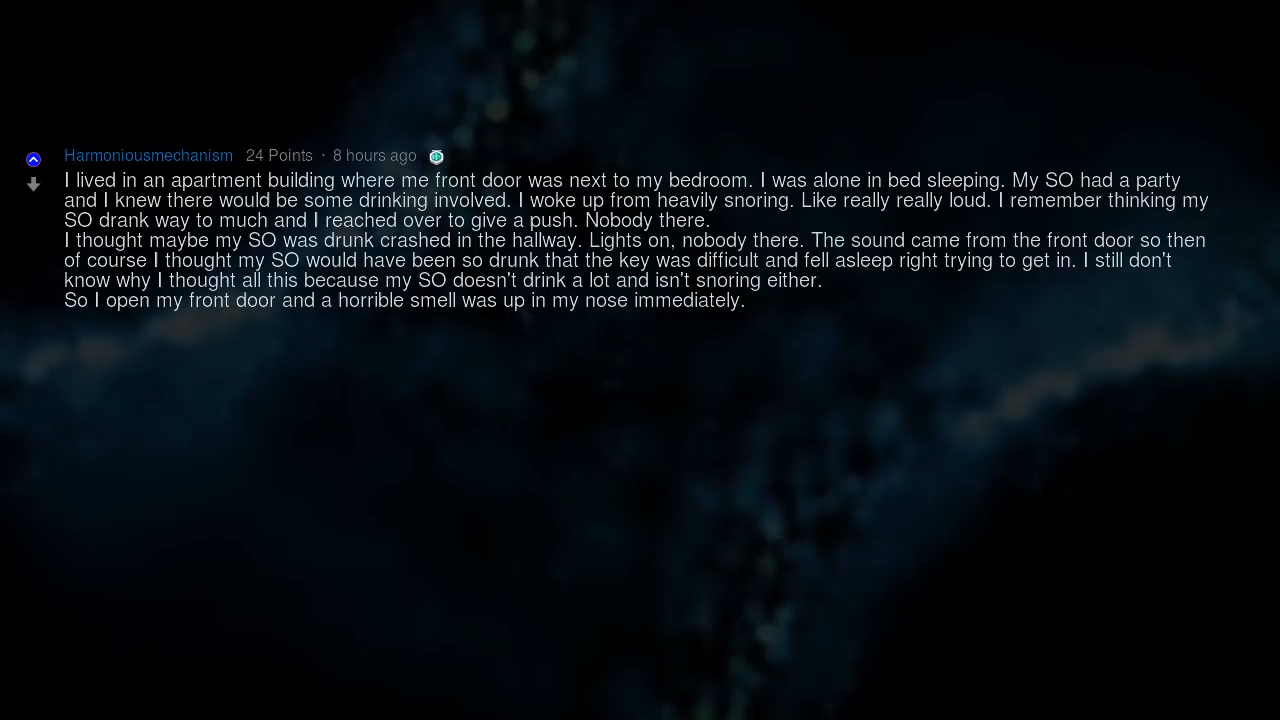 Harmoniousmechanism 24 Points · 8 hours ago
I lived in an apartment building where me front door was next to my bedroom. I was alone in bed sleeping. My SO had a party
and I knew there would be some drinking involved. I woke up from heavily snoring. Like really really loud. I remember thinking my
SO drank way to much and I reached over to give a push. Nobody there.
I thought maybe my SO was drunk crashed in the hallway. Lights on, nobody there. The sound came from the front door so then
of course I thought my SO would have been so drunk that the key was difficult and fell asleep right trying to get in. I still don't
know why I thought all this because my SO doesn't drink a lot and isn't snoring either.
So I open my front door and a horrible smell was up in my nose immediately.